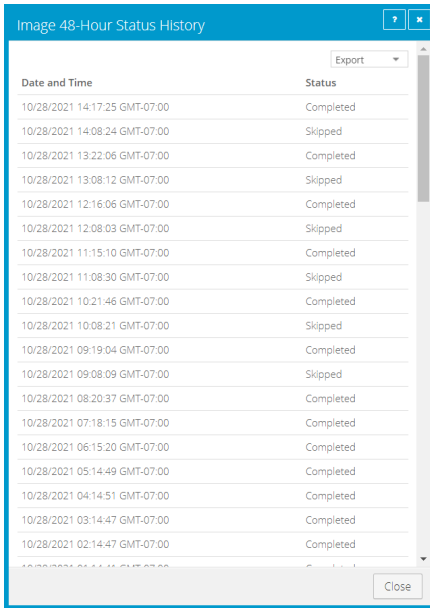 Image 48-Hour Status History
?
×
Export
Date and Time Status
10/28/2021 14:17:25 GMT-07:00 Completed
10/28/2021 14:08:24 GMT-07:00 Skipped
10/28/2021 13:22:06 GMT-07:00 Completed
10/28/2021 13:08:12 GMT-07:00 Skipped
10/28/2021 12:16:06 GMT-07:00 Completed
10/28/2021 12:08:03 GMT-07:00 Skipped
10/28/2021 11:15:10 GMT-07:00 Completed
10/28/2021 11:08:30 GMT-07:00 Skipped
10/28/2021 10:21:46 GMT-07:00 Completed
10/28/2021 10:08:21 GMT-07:00 Skipped
10/28/2021 09:19:04 GMT-07:00 Completed
10/28/2021 09:08:09 GMT-07:00 Skipped
10/28/2021 08:20:37 GMT-07:00 Completed
10/28/2021 07:18:15 GMT-07:00 Completed
10/28/2021 06:15:20 GMT-07:00 Completed
10/28/2021 05:14:49 GMT-07:00 Completed
10/28/2021 04:14:51 GMT-07:00 Completed
10/28/2021 03:14:47 GMT-07:00 Completed
10/28/2021 02:14:47 GMT-07:00 Completed
Close